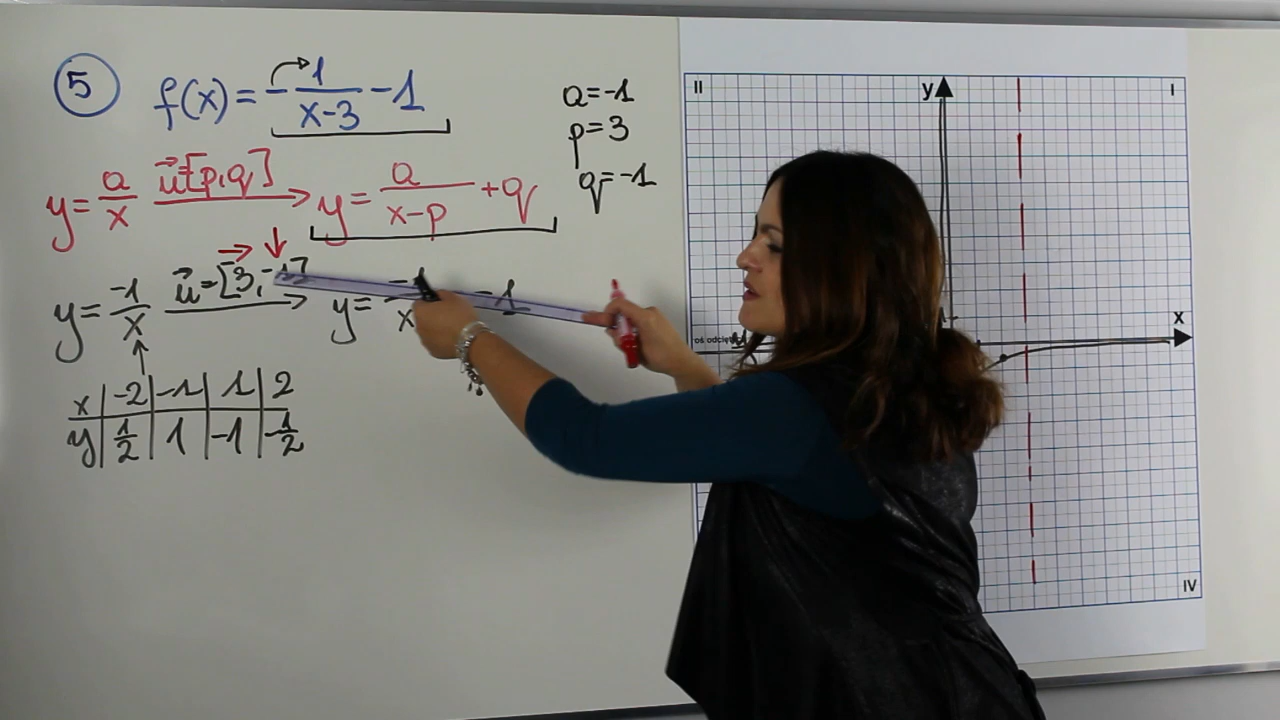 5 f(x) = -1/(x-3) - 1
a = -1
p = 3
q = -1
y = a/x u = [p, q] y = a/(x-p) + q
y = -1/x u = [3, -1] y =
x | -2 | -1 | 1 | 2
y | 1/2 | 1 | -1 | -1/2
II y I
x
IV